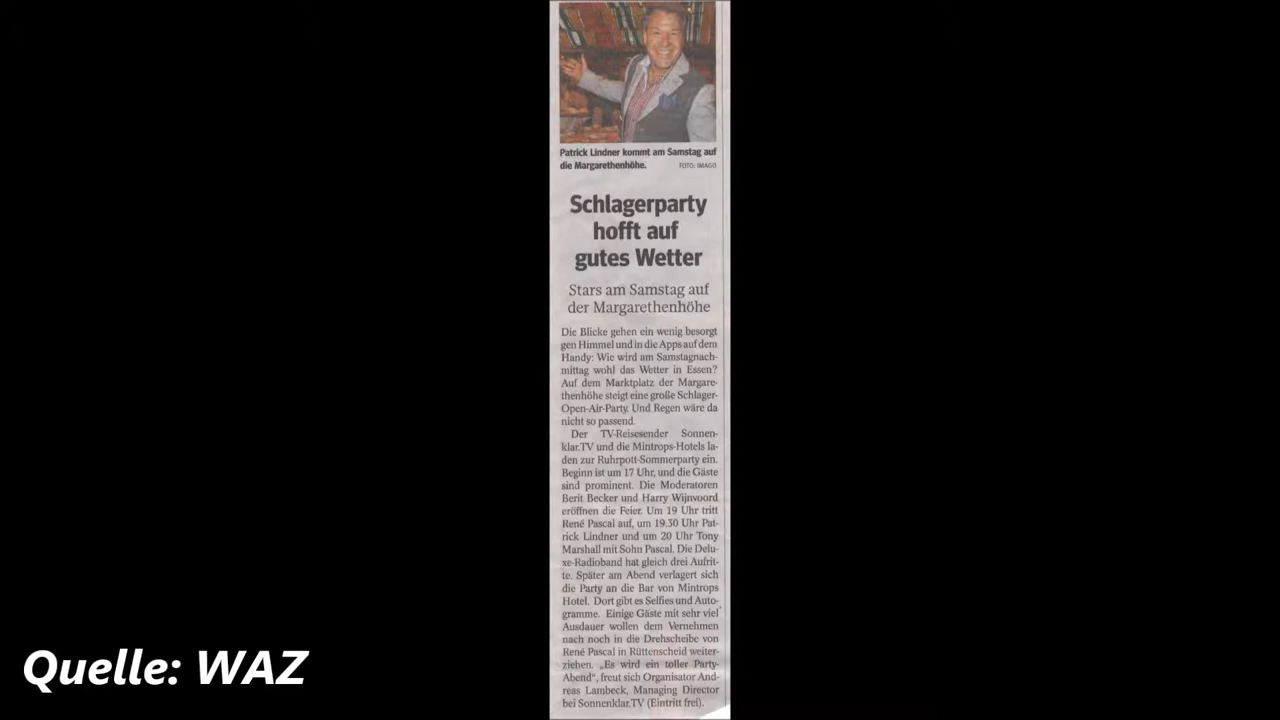 Patrick Lindner kommt am Samstag auf
die Margarethenhöhe.
FOTO: IMAGO
Schlagerparty
hofft auf
gutes Wetter
Stars am Samstag auf
der Margarethenhöhe
Die Blicke gehen ein wenig besorgt
gen Himmel und in die Apps auf dem
Handy: Wie wird am Samstagnach-
mittag wohl das Wetter in Essen?
Auf dem Marktplatz der Margare-
thenhöhe steigt eine große Schlager-
Open-Air-Party. Und Regen wäre da
nicht so passend.
Der TV-Reisesender Sonnen-
klar.TV und die Mintrops-Hotels la-
den zur Ruhrpott-Sommerparty ein.
Beginn ist um 17 Uhr, und die Gäste
sind prominent. Die Moderatoren
Berit Becker und Harry Wijnvoord
eröffnen die Feier. Um 19 Uhr tritt
René Pascal auf, um 19.30 Uhr Pat-
rick Lindner und um 20 Uhr Tony
Marshall mit Sohn Pascal. Die Delu-
xe-Radioband hat gleich drei Auftrit-
te. Später am Abend verlagert sich
die Party an die Bar von Mintrops
Hotel. Dort gibt es Selfies und Auto-
gramme. Einige Gäste mit sehr viel
Ausdauer wollen dem Vernehmen
nach noch in die Drehscheibe von
René Pascal in Rüttenscheid weiter-
ziehen. „Es wird ein toller Party-
Abend“, freut sich Organisator And-
reas Lambeck, Managing Director
bei Sonnenklar.TV (Eintritt frei).
Quelle: WAZ